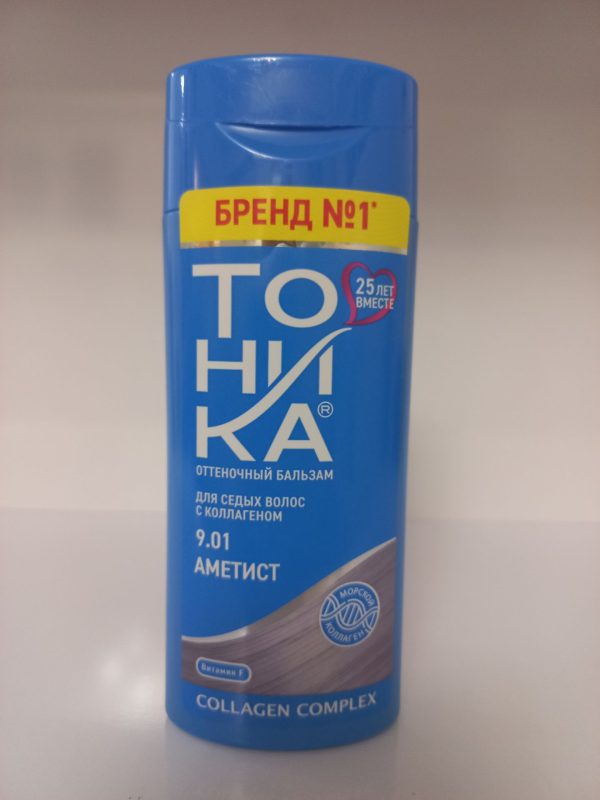 БРЕНД №1*
ТО
НИ
КА®
25 ЛЕТ
ВМЕСТЕ
ОТТЕНОЧНЫЙ БАЛЬЗАМ
ДЛЯ СЕДЫХ ВОЛОС
С КОЛЛАГЕНОМ
9.01
АМЕТИСТ
МОРСКОЙ
КОЛЛАГЕН
Витамин F
COLLAGEN COMPLEX